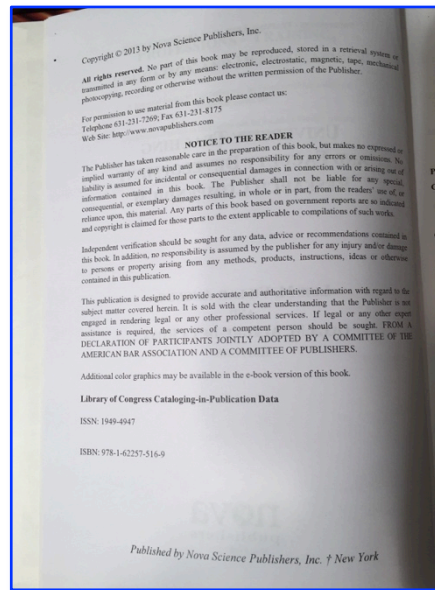 Copyright © 2013 by Nova Science Publishers, Inc.
All rights reserved. No part of this book may be reproduced, stored in a retrieval system or
transmitted in any form or by any means: electronic, electrostatic, magnetic, tape, mechanical
photocopying, recording or otherwise without the written permission of the Publisher.
For permission to use material from this book please contact us:
Telephone 631-231-7269; Fax 631-231-8175
Web Site: http://www.novapublishers.com
NOTICE TO THE READER
The Publisher has taken reasonable care in the preparation of this book, but makes no expressed or
implied warranty of any kind and assumes no responsibility for any errors or omissions. No
liability is assumed for incidental or consequential damages in connection with or arising out of
information contained in this book. The Publisher shall not be liable for any special,
consequential, or exemplary damages resulting, in whole or in part, from the readers' use of, or
reliance upon, this material. Any parts of this book based on government reports are so indicated
and copyright is claimed for those parts to the extent applicable to compilations of such works.
Independent verification should be sought for any data, advice or recommendations contained in
this book. In addition, no responsibility is assumed by the publisher for any injury and/or damage
to persons or property arising from any methods, products, instructions, ideas or otherwise
contained in this publication.
This publication is designed to provide accurate and authoritative information with regard to the
subject matter covered herein. It is sold with the clear understanding that the Publisher is not
engaged in rendering legal or any other professional services. If legal or any other expert
assistance is required, the services of a competent person should be sought. FROM A
DECLARATION OF PARTICIPANTS JOINTLY ADOPTED BY A COMMITTEE OF THE
AMERICAN BAR ASSOCIATION AND A COMMITTEE OF PUBLISHERS.
Additional color graphics may be available in the e-book version of this book.
Library of Congress Cataloging-in-Publication Data
ISSN: 1949-4947
ISBN: 978-1-62257-516-9
Published by Nova Science Publishers, Inc. † New York